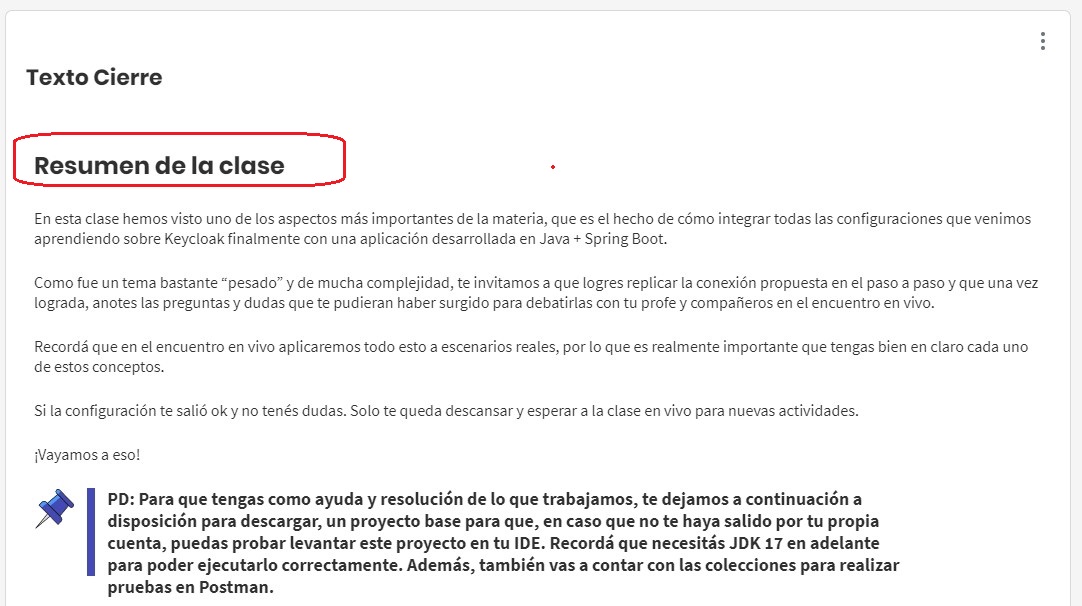 Texto Cierre
Resumen de la clase
En esta clase hemos visto uno de los aspectos más importantes de la materia, que es el hecho de cómo integrar todas las configuraciones que venimos
aprendiendo sobre Keycloak finalmente con una aplicación desarrollada en Java + Spring Boot.
Como fue un tema bastante “pesado” y de mucha complejidad, te invitamos a que logres replicar la conexión propuesta en el paso a paso y que una vez
lograda, anotes las preguntas y dudas que te pudieran haber surgido para debatirlas con tu profe y compañeros en el encuentro en vivo.
Recordá que en el encuentro en vivo aplicaremos todo esto a escenarios reales, por lo que es realmente importante que tengas bien en claro cada uno
de estos conceptos.
Si la configuración te salió ok y no tenés dudas. Solo te queda descansar y esperar a la clase en vivo para nuevas actividades.
¡Vayamos a eso!
PD: Para que tengas como ayuda y resolución de lo que trabajamos, te dejamos a continuación a
disposición para descargar, un proyecto base para que, en caso que no te haya salido por tu propia
cuenta, puedas probar levantar este proyecto en tu IDE. Recordá que necesitás JDK 17 en adelante
para poder ejecutarlo correctamente. Además, también vas a contar con las colecciones para realizar
pruebas en Postman.